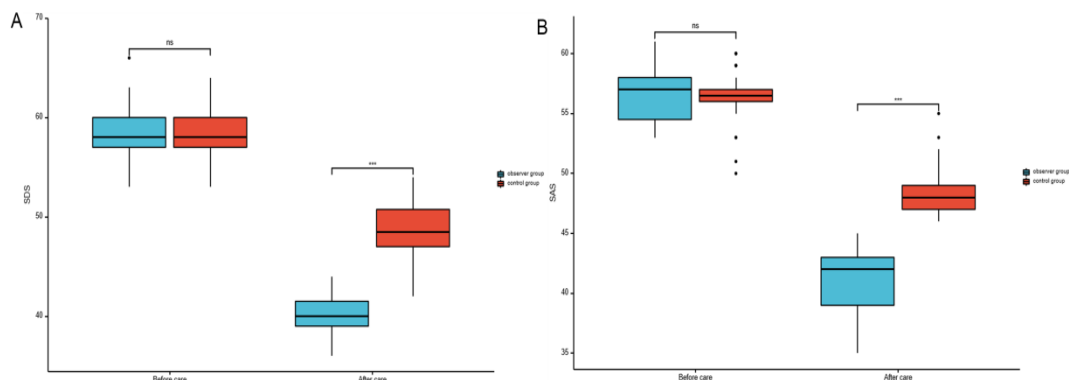 A
70
60
50
40
SDS
ns
***
Before care
After care
observer group
control group
B
60
55
50
45
40
35
SAS
ns
***
Before care
After care
observer group
control group